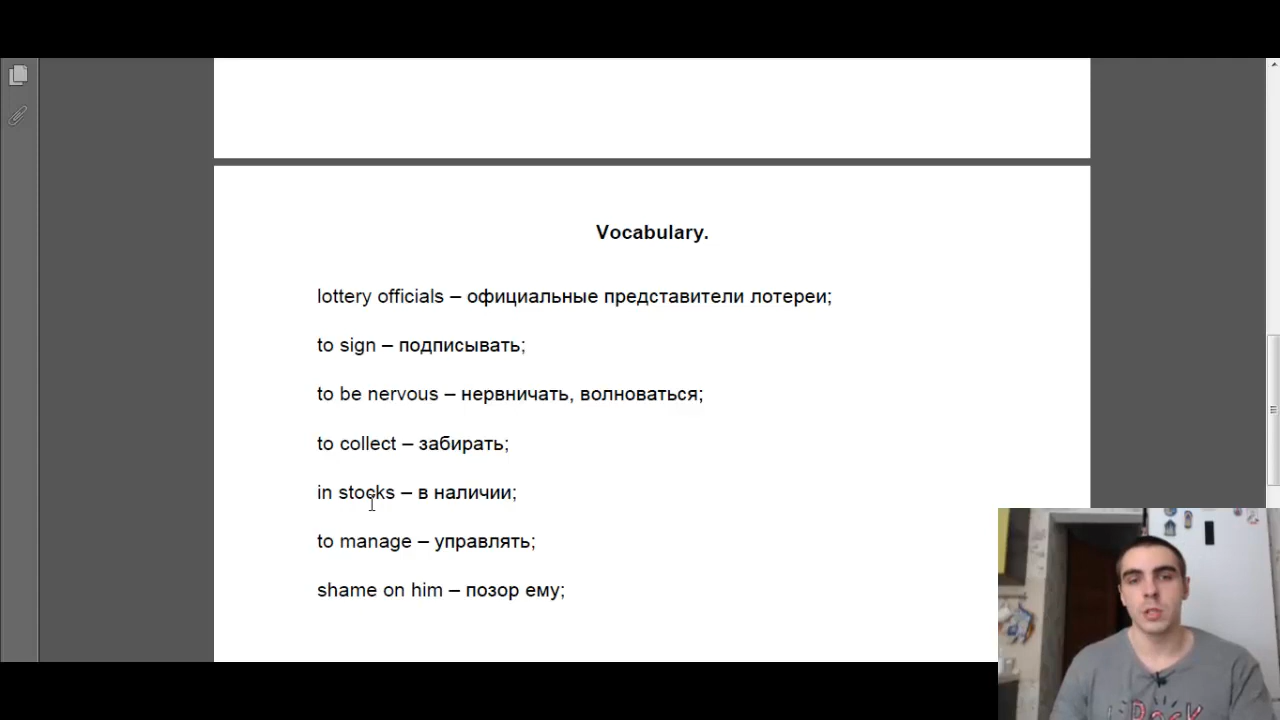 Vocabulary.
lottery officials – официальные представители лотереи;
to sign – подписывать;
to be nervous – нервничать, волноваться;
to collect – забирать;
in stocks – в наличии;
to manage – управлять;
shame on him – позор ему;
Rock